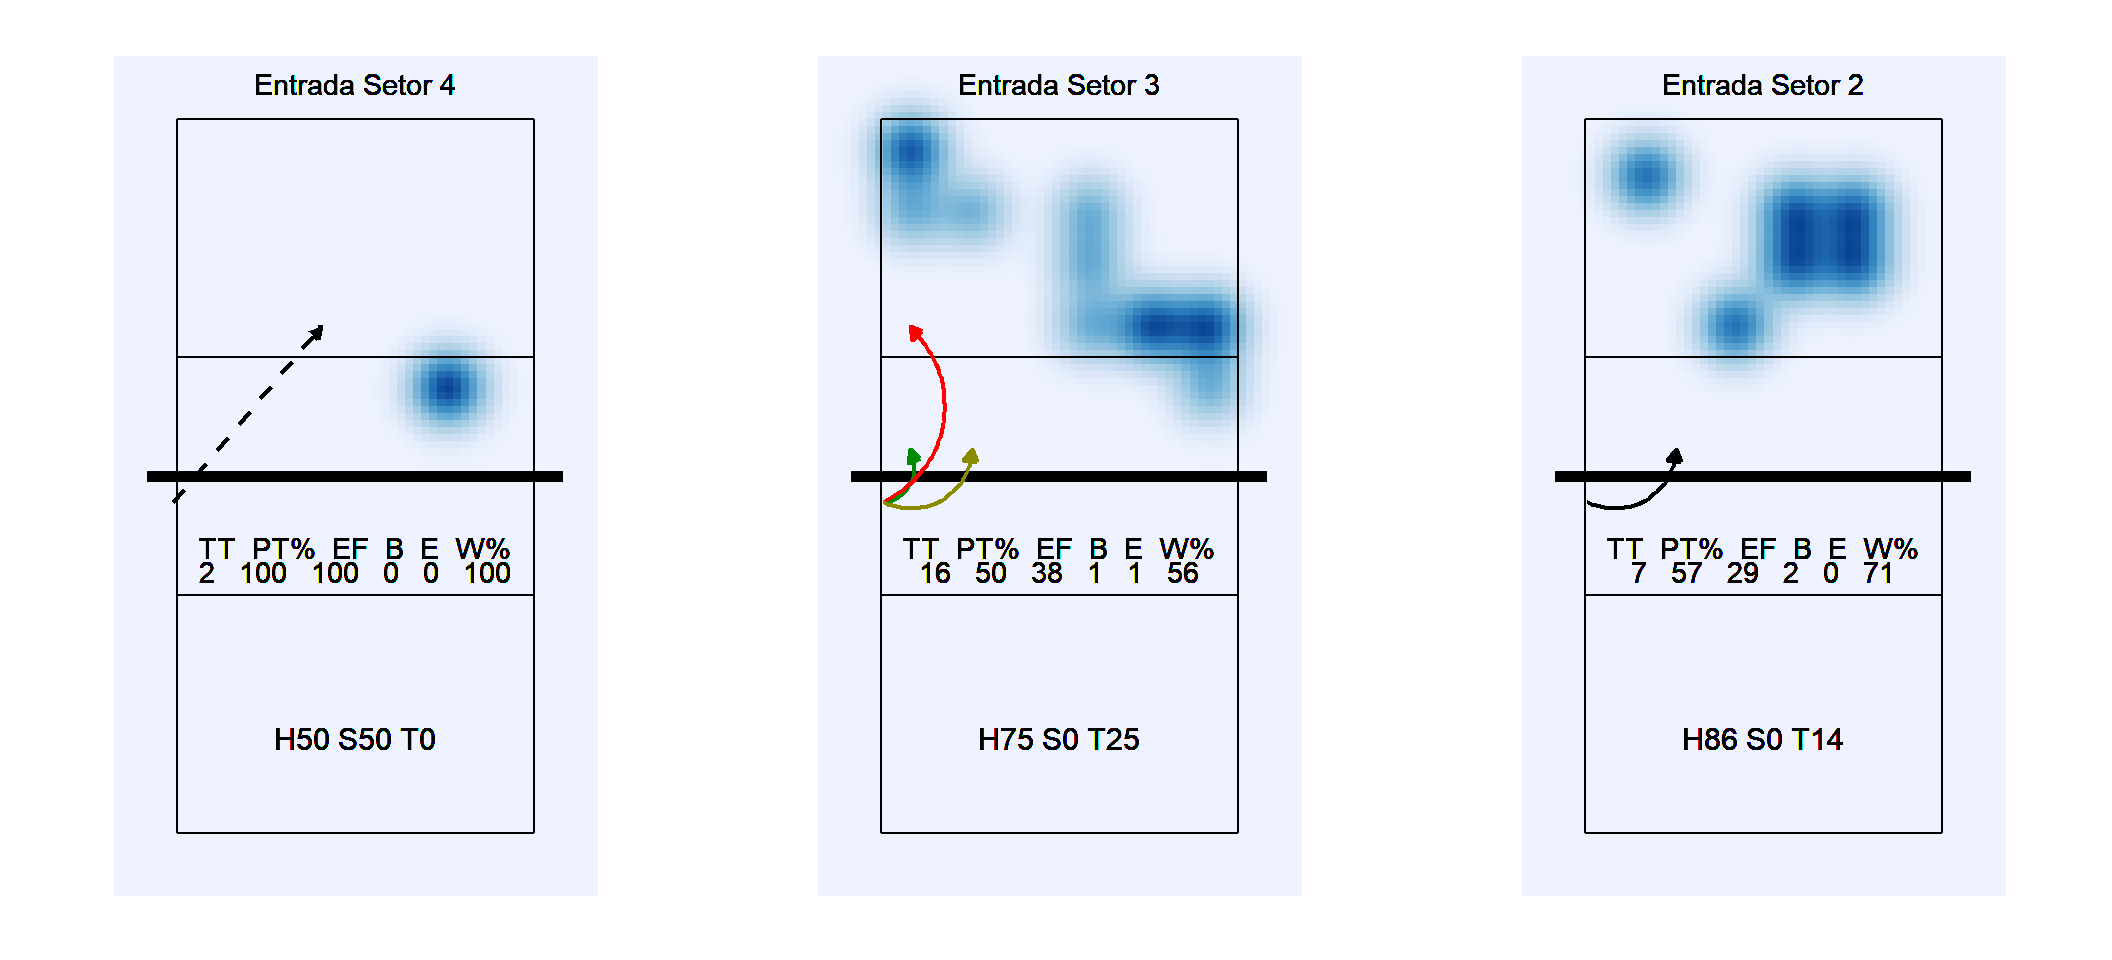 Entrada Setor 4
TT PT% EF B E W%
2 100 100 0 0 100
H50 S50 T0
Entrada Setor 3
TT PT% EF B E W%
16 50 38 1 1 56
H75 S0 T25
Entrada Setor 2
TT PT% EF B E W%
7 57 29 2 0 71
H86 S0 T14